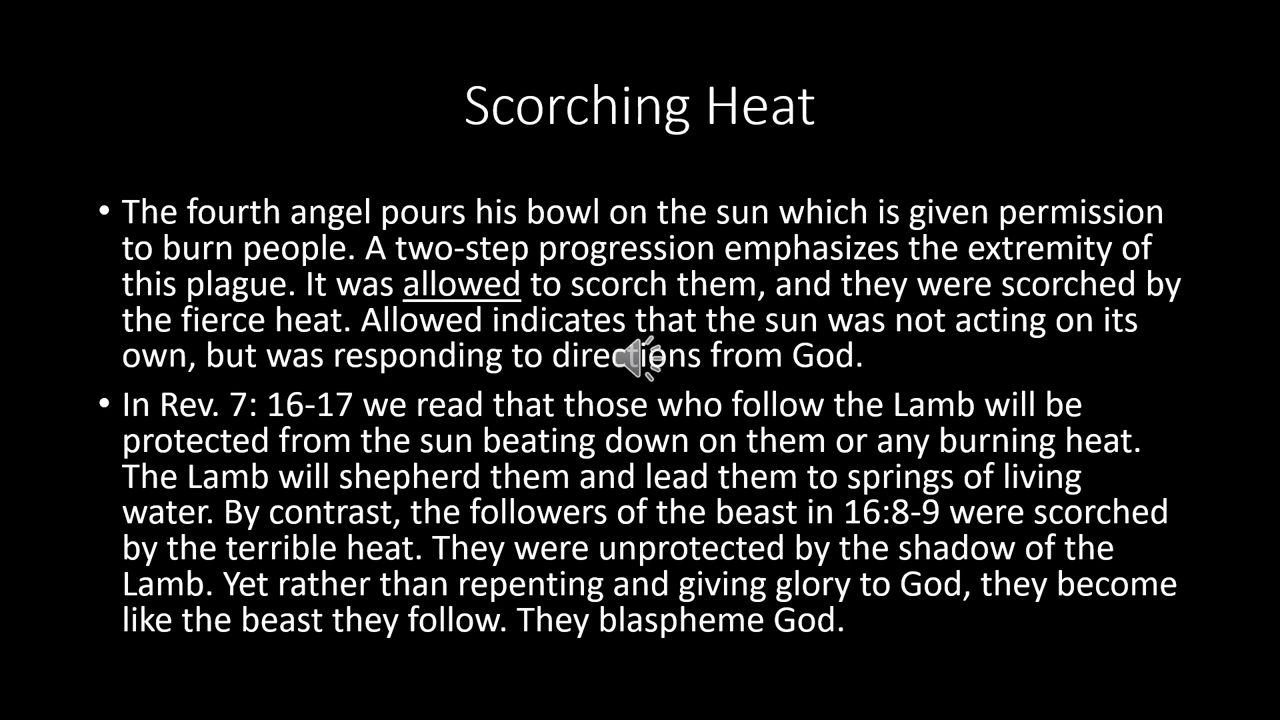 Scorching Heat
• The fourth angel pours his bowl on the sun which is given permission
to burn people. A two-step progression emphasizes the extremity of
this plague. It was allowed to scorch them, and they were scorched by
the fierce heat. Allowed indicates that the sun was not acting on its
own, but was responding to directions from God.
• In Rev. 7: 16-17 we read that those who follow the Lamb will be
protected from the sun beating down on them or any burning heat.
The Lamb will shepherd them and lead them to springs of living
water. By contrast, the followers of the beast in 16:8-9 were scorched
by the terrible heat. They were unprotected by the shadow of the
Lamb. Yet rather than repenting and giving glory to God, they become
like the beast they follow. They blaspheme God.